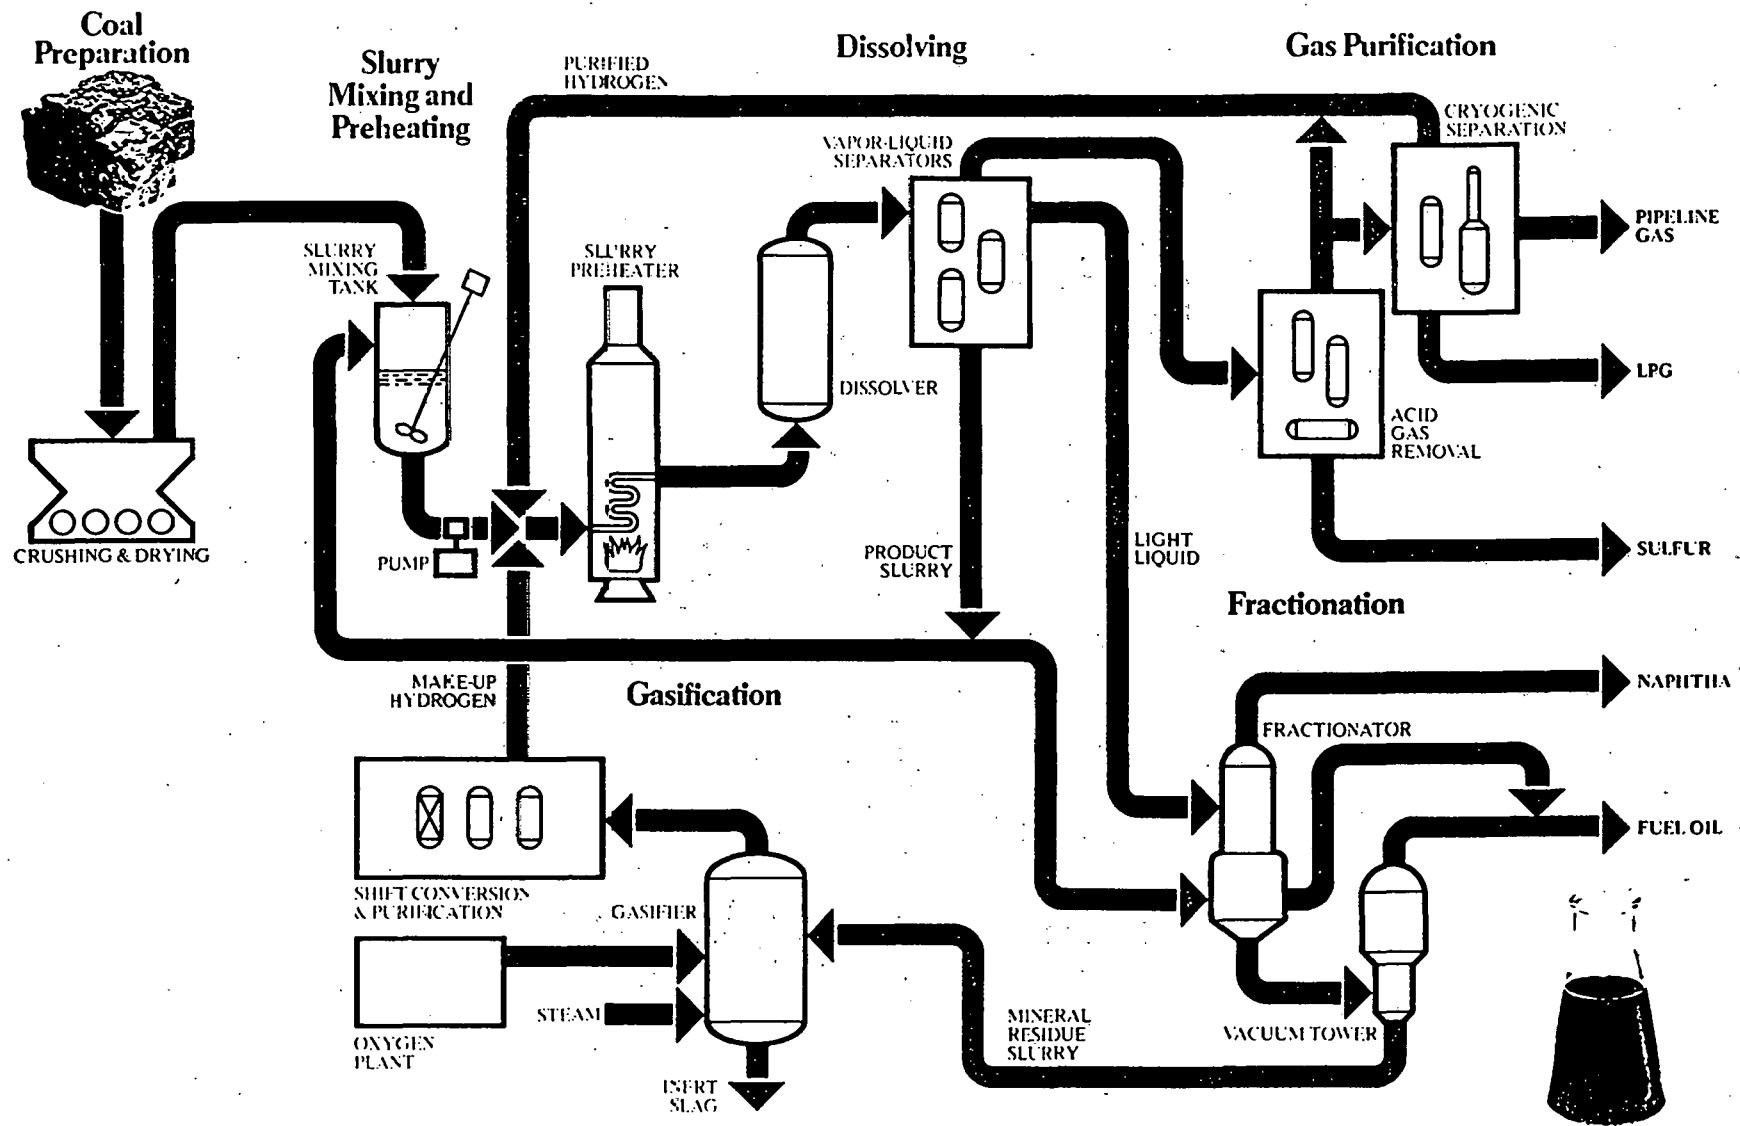 Coal
Preparation
Slurry
Mixing and
Preheating
Dissolving
Gas Purification
PURIFIED
HYDROGEN
CRYOGENIC
SEPARATION
VAPOR-LIQUID
SEPARATORS
PIPELINE
GAS
SLURRY
MIXING
TANK
SLURRY
PREHEATER
DISSOLVER
LPG
ACID
GAS
REMOVAL
CRUSHING & DRYING
PUMP
PRODUCT
SLURRY
LIGHT
LIQUID
SULFUR
Fractionation
MAKE-UP
HYDROGEN
Gasification
NAPHTHA
FRACTIONATOR
FUEL OIL
SHIFT CONVERSION
& PURIFICATION
GASIFIER
STEAM
OXYGEN
PLANT
MINERAL
RESIDUE
SLURRY
VACUUM TOWER
INERT
SLAG